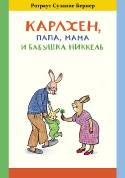 Ротраут Сузанне Бернер
КАРЛХЕН,
ПАПА, МАМА
И БАБУШКА НИККЕЛЬ